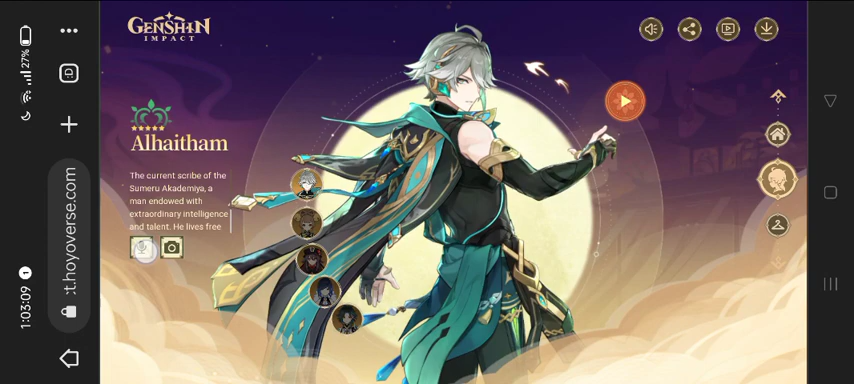 GENSHIN
IMPACT
Alhaitham
The current scribe of the
Sumeru Akademiya, a
man endowed with
extraordinary intelligence
and talent. He lives free
27%
:D
t.hoyoverse.com
1:03:09
1